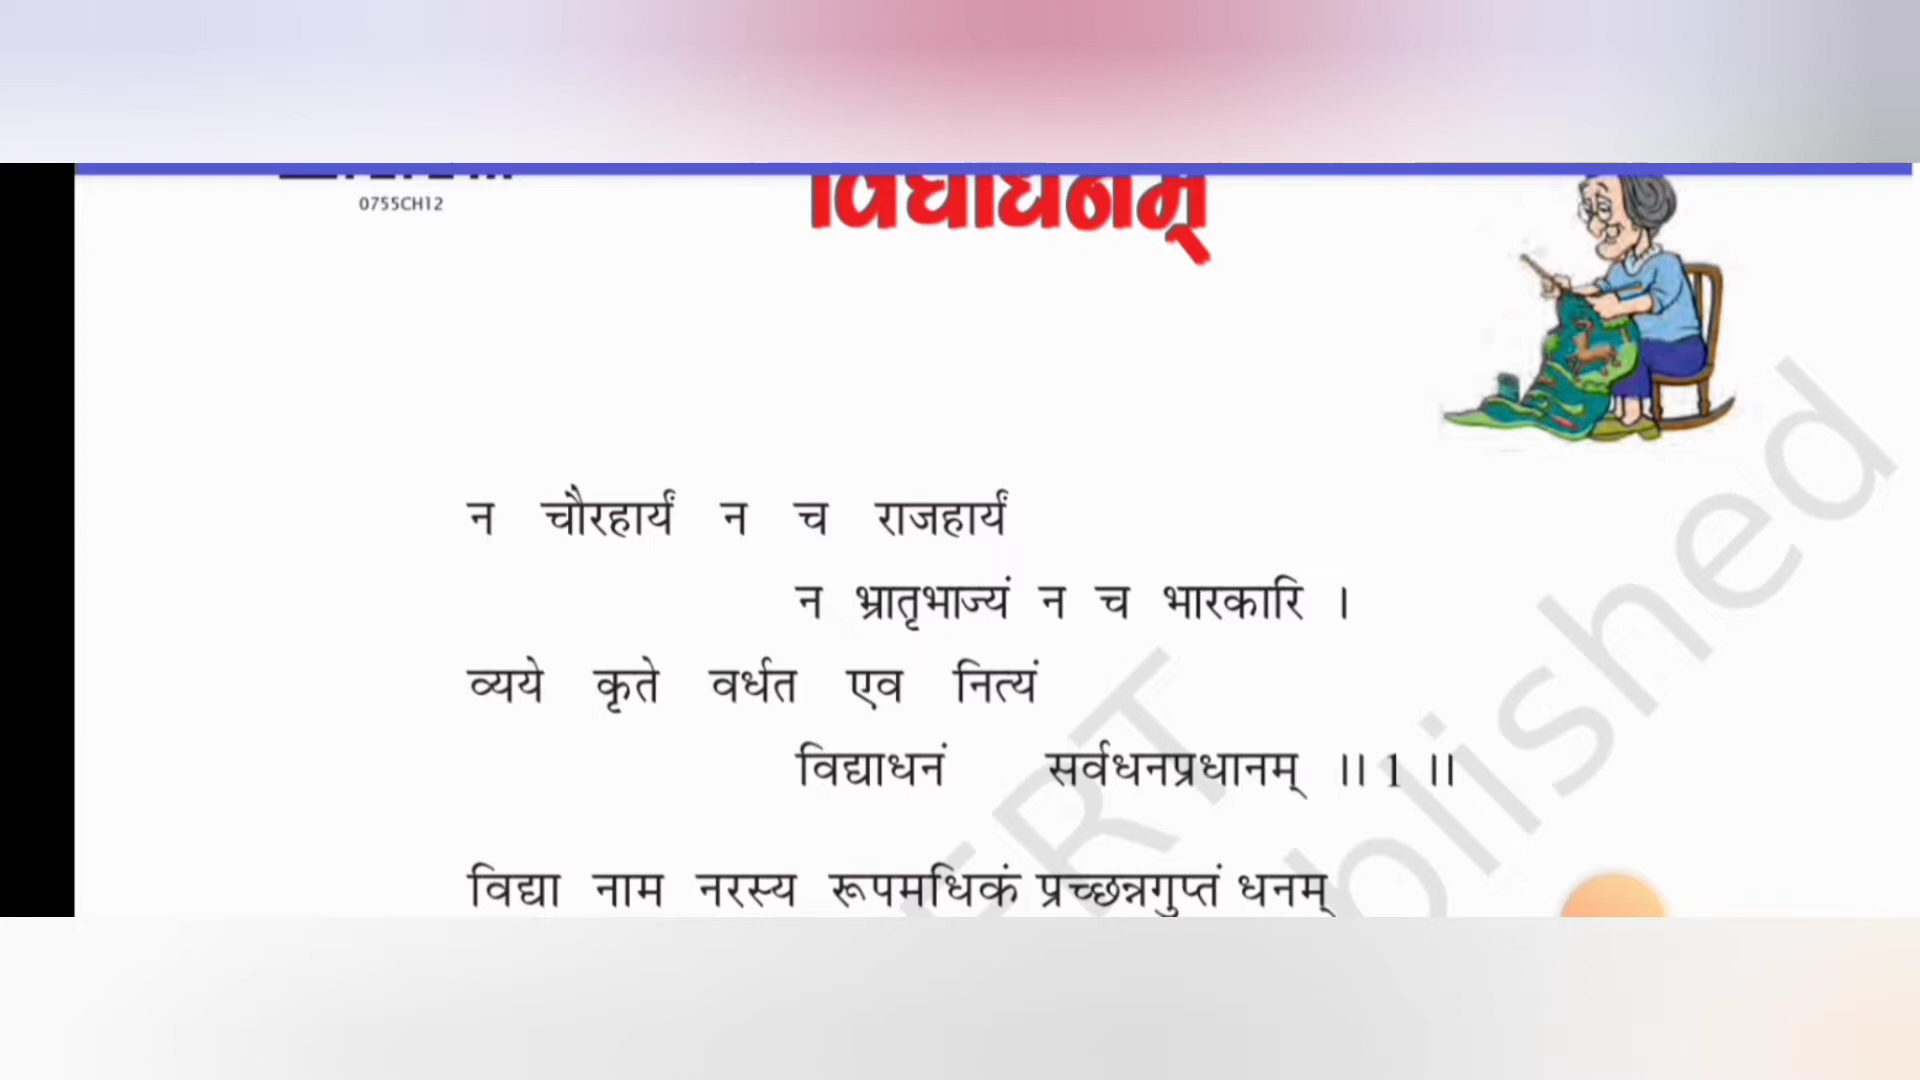 0755CH12
विद्याधनम्
न चौरहार्यं न च राजहार्यं
न भ्रातृभाज्यं न च भारकारि ।
व्यये कृते वर्धत एव नित्यं
विद्याधनं सर्वधनप्रधानम् ।। 1 ।।
विद्या नाम नरस्य रूपमधिकं प्रच्छन्नगुप्तं धनम्